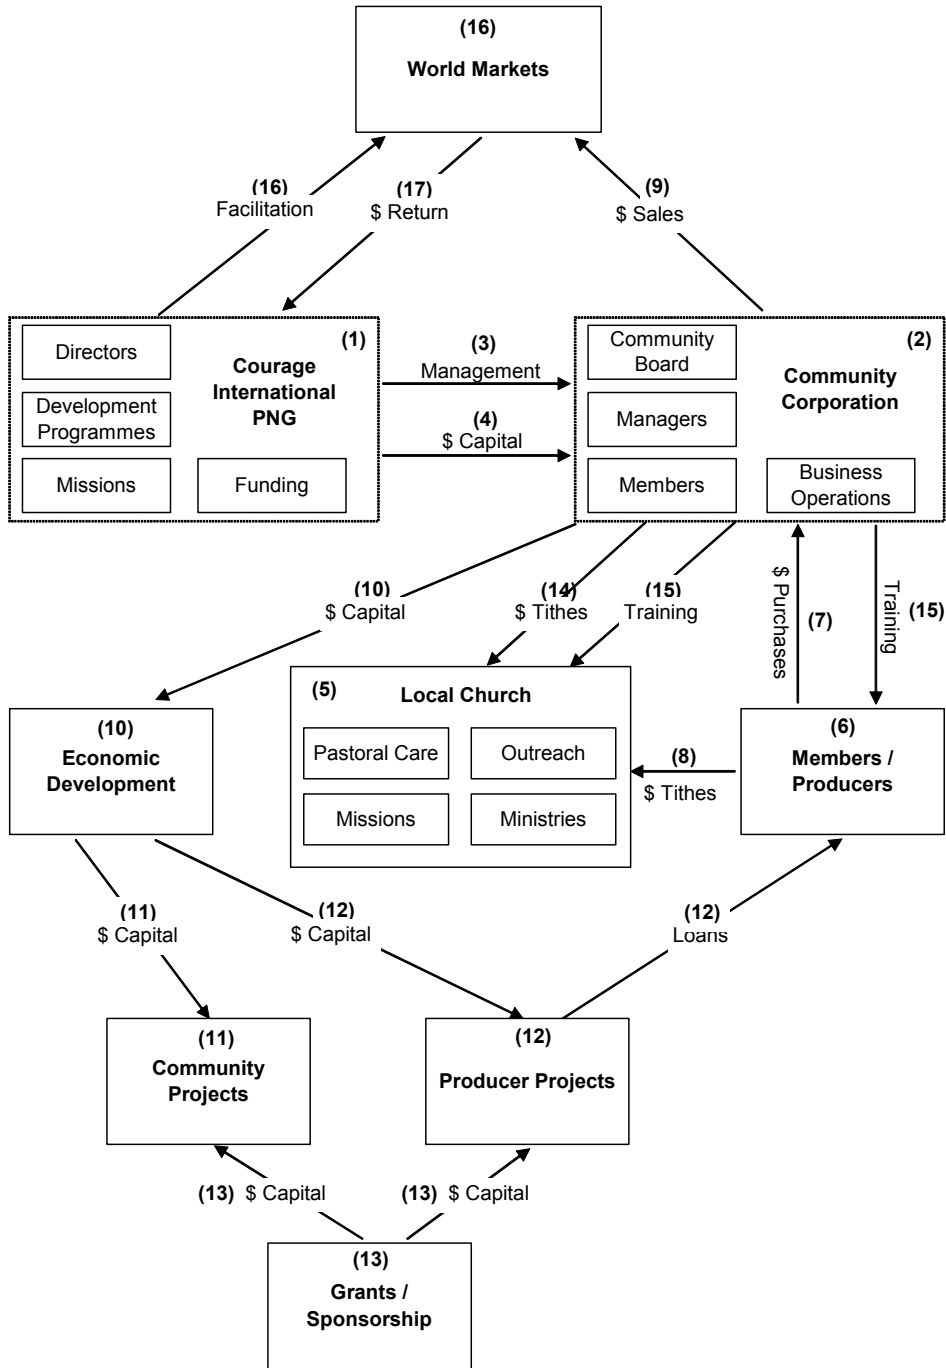 (16)
World Markets
(16)
Facilitation
(17)
$ Return
(9)
$ Sales
(1)
Courage
International
PNG
Directors
Development
Programmes
Missions
Funding
(3)
Management
(4)
$ Capital
(2)
Community
Corporation
Community
Board
Managers
Members
Business
Operations
(10)
$ Capital
(14)
$ Tithes
(15)
Training
$ Purchases
(7)
Training
(15)
(5)
Local Church
Pastoral Care
Outreach
Missions
Ministries
(10)
Economic
Development
(8)
$ Tithes
(6)
Members /
Producers
(11)
$ Capital
(12)
$ Capital
(12)
Loans
(11)
Community
Projects
(12)
Producer Projects
(13) $ Capital
(13) $ Capital
(13)
Grants /
Sponsorship